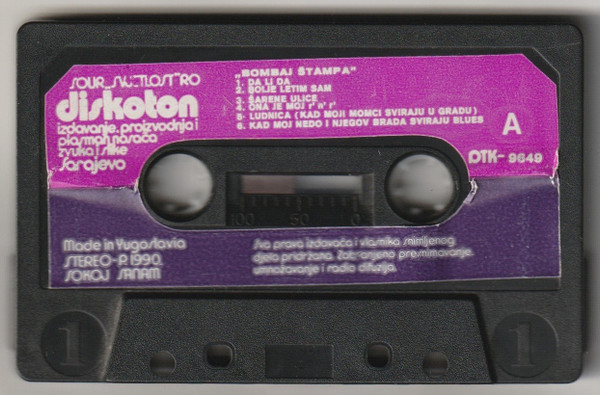 SOUR "SVJETLOST" RO
diskoton
izdavanje, proizvodnja i
plasman nosača
zvuka i slike
Sarajevo
„BOMBAJ ŠTAMPA"
1. DA LI DA
2. BOLJE LETIM SAM
3. ŠARENE ULICE
4. ONA JE MOJ r' n' r'
5- LUDNICA (KAD MOJI MOMCI SVIRAJU U GRADU)
6. KAD MOJ NEDO I NJEGOV BRADA SVIRAJU BLUES
A
DTK- 9649
100 50 0
Made in Yugoslavia
STEREO-P. 1990.
SOKOJ SANAM
Sva prava izdavača i vlasnika snimljenog
djela pridržana. Zabranjeno presnimavanje,
umnožavanje i radio difuzija.
1
1